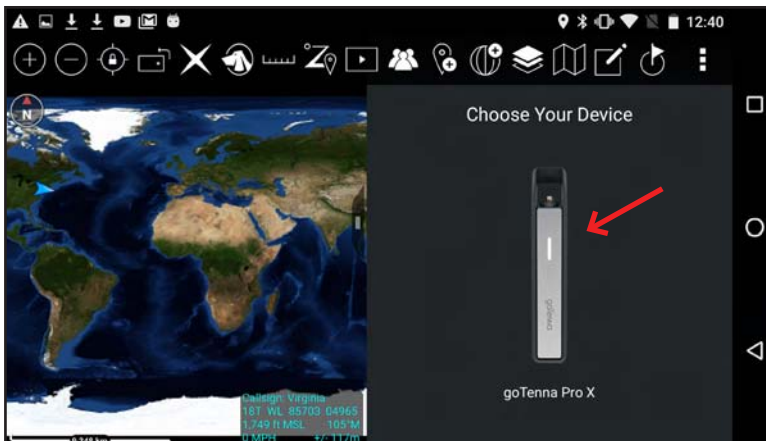 12:40
Z
N
Choose Your Device
goTenna
goTenna Pro X
Callsign: Virginia
18T WL 85703 04965
1,749 ft MSL 105°M
0 MPH +/- 117m